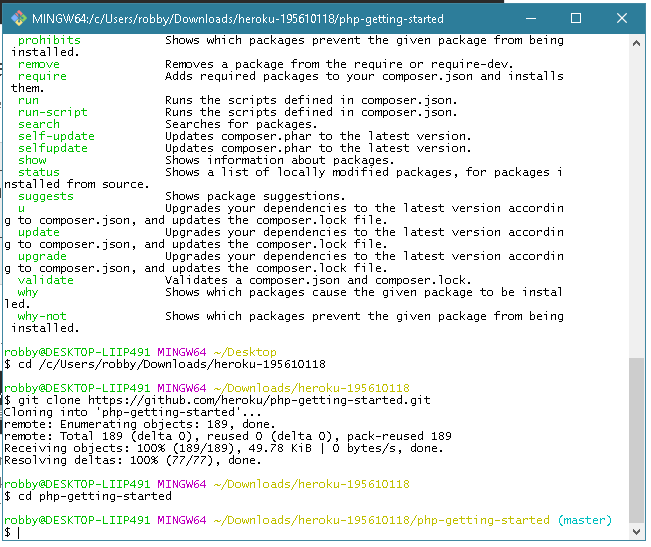 MINGW64:/c/Users/robby/Downloads/heroku-195610118/php-getting-started
prohibits Shows which packages prevent the given package from being
installed.
remove Removes a package from the require or require-dev.
require Adds required packages to your composer.json and installs
them.
run Runs the scripts defined in composer.json.
run-script Runs the scripts defined in composer.json.
search Searches for packages.
self-update Updates composer.phar to the latest version.
selfupdate Updates composer.phar to the latest version.
show Shows information about packages.
status Shows a list of locally modified packages, for packages i
nstalled from source.
suggests Shows package suggestions.
u Upgrades your dependencies to the latest version accordin
g to composer.json, and updates the composer.lock file.
update Upgrades your dependencies to the latest version accordin
g to composer.json, and updates the composer.lock file.
upgrade Upgrades your dependencies to the latest version accordin
g to composer.json, and updates the composer.lock file.
validate Validates a composer.json and composer.lock.
why Shows which packages cause the given package to be instal
led.
why-not Shows which packages prevent the given package from being
installed.
robby@DESKTOP-LIIP491 MINGW64 ~/Desktop
$ cd /c/Users/robby/Downloads/heroku-195610118
robby@DESKTOP-LIIP491 MINGW64 ~/Downloads/heroku-195610118
$ git clone https://github.com/heroku/php-getting-started.git
Cloning into 'php-getting-started'...
remote: Enumerating objects: 189, done.
remote: Total 189 (delta 0), reused 0 (delta 0), pack-reused 189
Receiving objects: 100% (189/189), 49.78 KiB | 0 bytes/s, done.
Resolving deltas: 100% (77/77), done.
robby@DESKTOP-LIIP491 MINGW64 ~/Downloads/heroku-195610118
$ cd php-getting-started
robby@DESKTOP-LIIP491 MINGW64 ~/Downloads/heroku-195610118/php-getting-started (master)
$